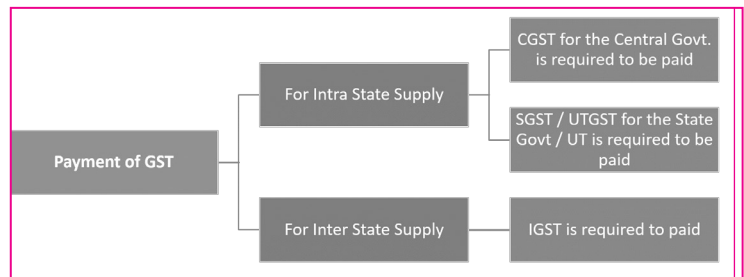 Payment of GST
For Intra State Supply
CGST for the Central Govt.
is required to be paid
SGST / UTGST for the State
Govt / UT is required to be
paid
For Inter State Supply
IGST is required to paid